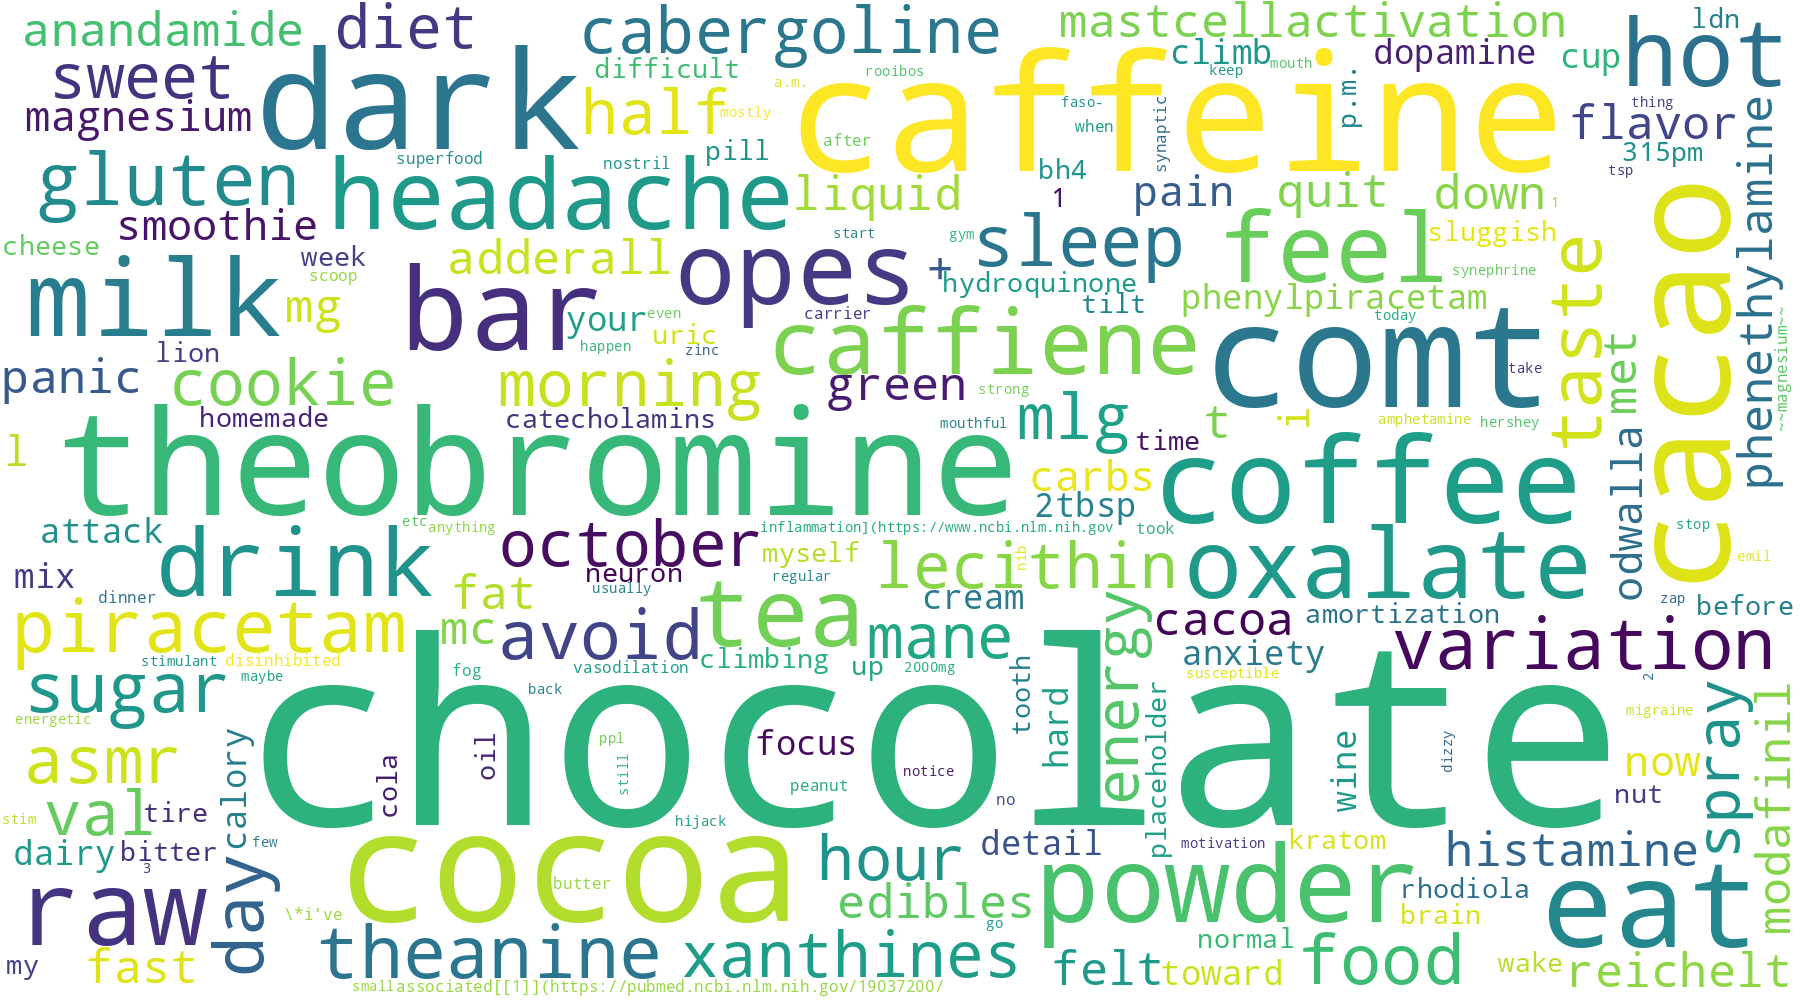 anandamide
diet
cabergoline
mastcellactivation
ldn
hot
sweet
dark
difficult
caffeine
climb
dopamine
cup
rooibos
keep
mouth
a.m.
p.m.
magnesium
half
mostly
faso-
when
synaptic
flavor
thing
phenethylamine
gluten
superfood
headache
nostril
pill
after
liquid
bh4
1
pain
quit
down
1
315pm
tsp
cacao
smoothie
cheese
week
scoop
start
gym
sleep
feel
sluggish
synephrine
taste
milk
mg
adderall
bar
opes
+
hydroquinone
tilt
phenylpiracetam
your
even
uric
carrier
caffiene
today
comt
happen
zinc
lion
panic
cookie
morning
green
strong
take
met
~~magnesium~~
homemade
catecholamins
mouthful
mlg
t
i
amphetamine
hershey
time
l
theobromine
carbs
coffee
odwalla
2tbsp
attack
etc
anything
october
inflammation](https://www.ncbi.nlm.nih.gov
took
stop
drink
myself
nib
lecithin
oxalate
emil
mix
neuron
regular
usually
dinner
fat
tea
cream
energy
cacoa
amortization
zap
before
piracetam
mc
avoid
mane
variation
stimulant
disinhibited
maybe
fog
vasodilation
climbing
up
2000mg
anxiety
susceptible
2
sugar
back
tooth
hard
placeholder
energetic
chocolate
migraine
spray
modafinil
asmr
calory
cola
oil
ppl
still
focus
notice
peanut
no
wine
dizzy
now
nut
val
tire
stim
hijack
dairy
bitter
3
day
few
cocoa
hour
detail
motivation
kratom
histamine
butter
raw
\*i've
edibles
go
powder
rhodiola
brain
eat
my
fast
theanine
xanthines
felt
normal
toward
food
wake
reichelt
smallassociated[[1]](https://pubmed.ncbi.nlm.nih.gov/19037200/